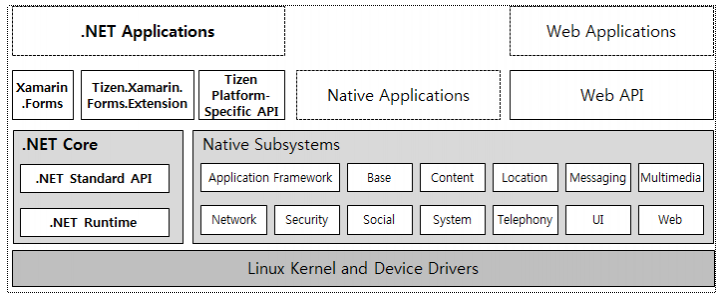 .NET Applications
Web Applications
Xamarin
.Forms
Tizen.Xamarin.
Forms.Extension
Tizen
Platform-
Specific API
Native Applications
Web API
.NET Core
.NET Standard API
.NET Runtime
Native Subsystems
Application Framework
Base
Content
Location
Messaging
Multimedia
Network
Security
Social
System
Telephony
UI
Web
Linux Kernel and Device Drivers